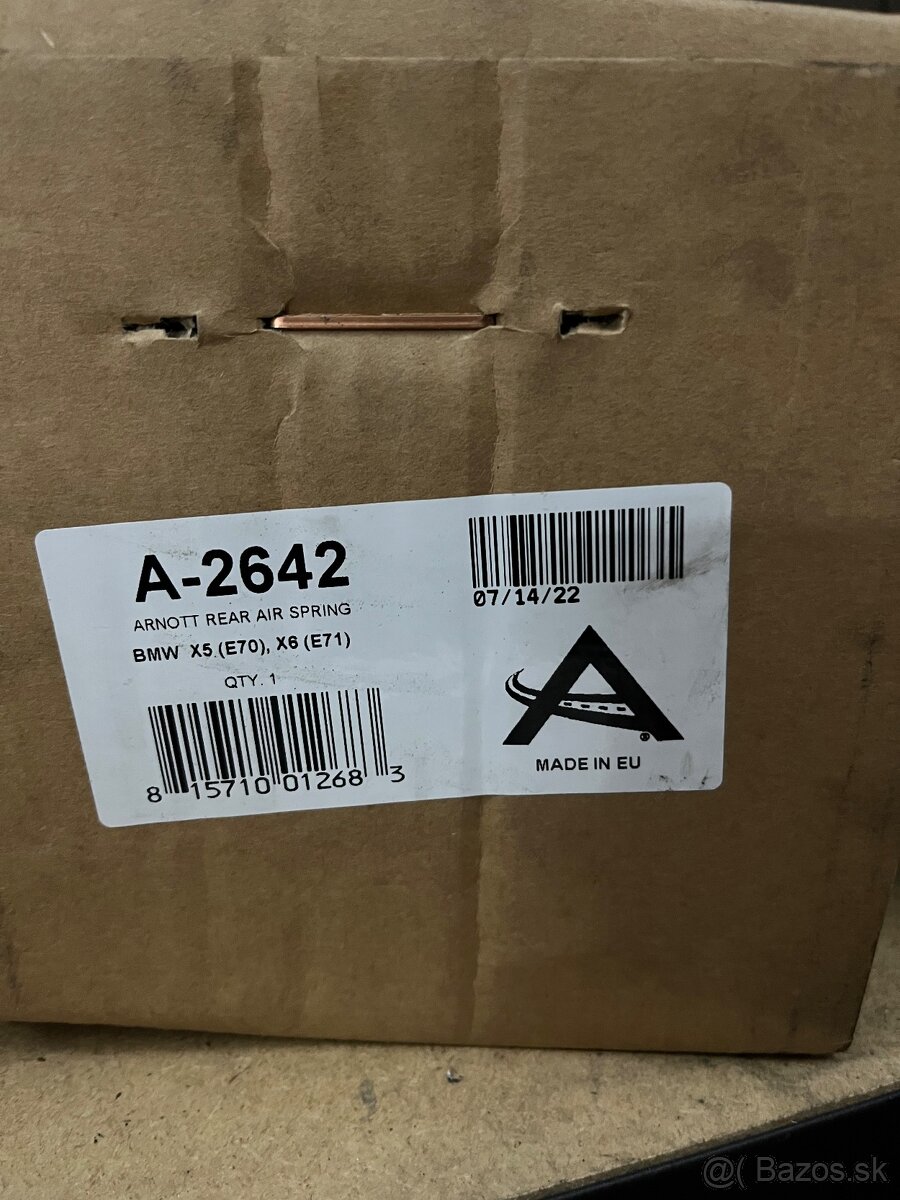 A-2642
ARNOTT REAR AIR SPRING
BMW X5 (E70), X6 (E71)
QTY. 1
8 15710 01268 3
07/14/22
A®
MADE IN EU
@( Bazos.sk